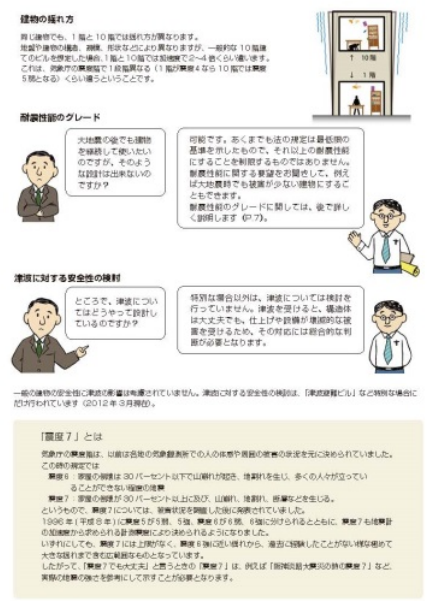 建物の揺れ方
同じ建物でも、1階と10階では揺れ方が異なります。
地盤や建物の構造、規模、形状などにより異なりますが、一般的な10階建
てのビルを想定した場合、1階と10階では加速度で2~4倍くらい違います。
これは、気象庁の震度階で1段階異なる(1階が震度4なら10階では震度
5弱となる)くらい違うということです。
↑ 10階
↓ 1階
耐震性能のグレード
大地震の後でも建物
を継続して使いたい
のですが、そのよう
な設計は出来ないの
ですか?
可能です。あくまでも法の規定は最低限の
基準を示したもので、それ以上の耐震性能
にすることを制限するものではありません。
耐震性能に関する要望をお聞きして、例え
ば大地震時でも被害が少ない建物にするこ
ともできます。
耐震性能のグレードに関しては、後で詳し
く説明します(P.7)。
津波に対する安全性の検討
ところで、津波につい
てはどうやって設計し
ているのですか?
特別な場合以外は、津波については検討を
行っていません。津波を受けると、構造体
は大丈夫でも、仕上げや設備が壊滅的な被
害を受けるため、その対応には総合的な判
断が必要となります。
一般の建物の安全性に津波の影響は考慮されていません。津波に対する安全性の検討は、「津波避難ビル」など特別な場合に
だけ行われています(2012年3月現在)。
「震度7」とは
気象庁の震度階は、以前は各地の気象観測所での人の体感や周囲の被害の状況を元に決められていました。
この時の規定では
震度6:家屋の倒壊は30パーセント以下で山崩れが起き、地割れを生じ、多くの人々が立ってい
ることができない程度の地震
震度7:家屋の倒壊が30パーセント以上に及び、山崩れ、地割れ、断層などを生じる。
というもので、震度7については、被害状況を調査した後に発表されていました。
1996年(平成8年)に震度5が5弱、5強、震度6が6弱、6強に分けられるとともに、震度7も地震計
の加速度から求められる計測震度により決められるようになりました。
いずれにしても、震度7には上限がなく、震度6強に近い揺れから、過去に経験したことがない様な極めて
大きな揺れまでを含む広範囲なものとなっています。
したがって、「震度7でも大丈夫」と言うときの「震度7」は、例えば「阪神淡路大震災の時の震度7」など、
実際の地震の強さを参考にして示すことが必要となります。